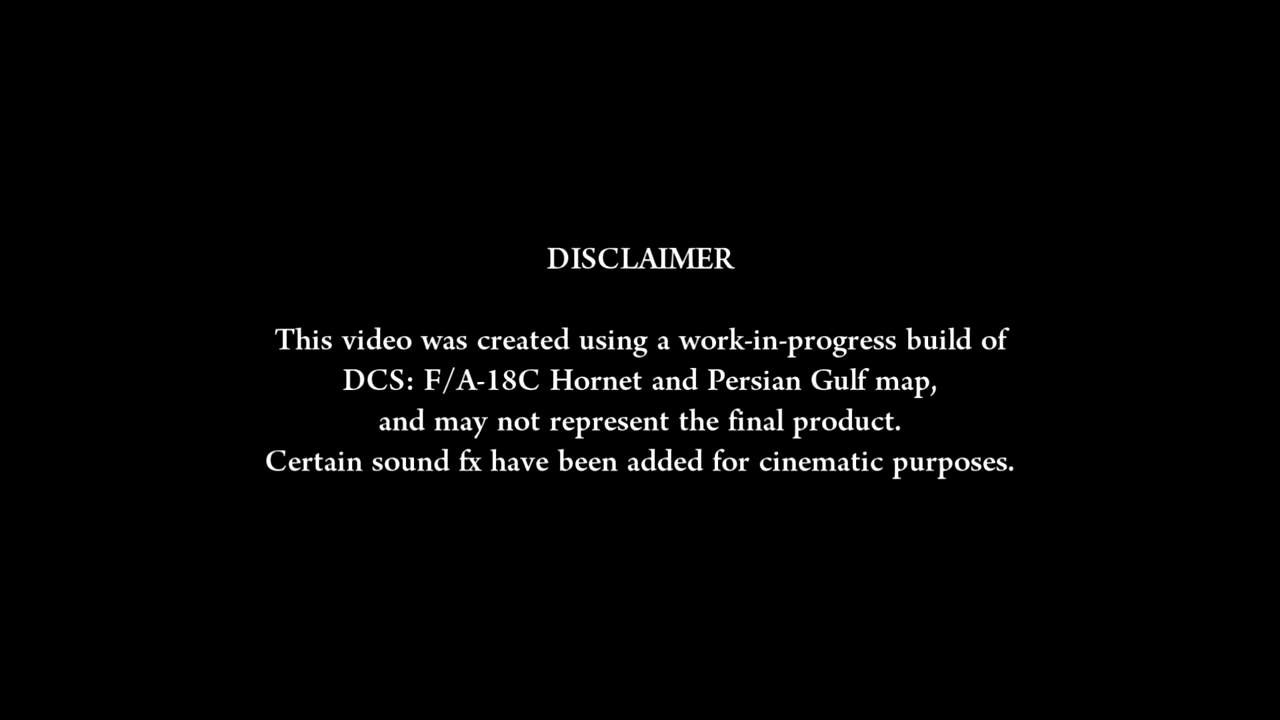 DISCLAIMER
This video was created using a work-in-progress build of
DCS: F/A-18C Hornet and Persian Gulf map,
and may not represent the final product.
Certain sound fx have been added for cinematic purposes.